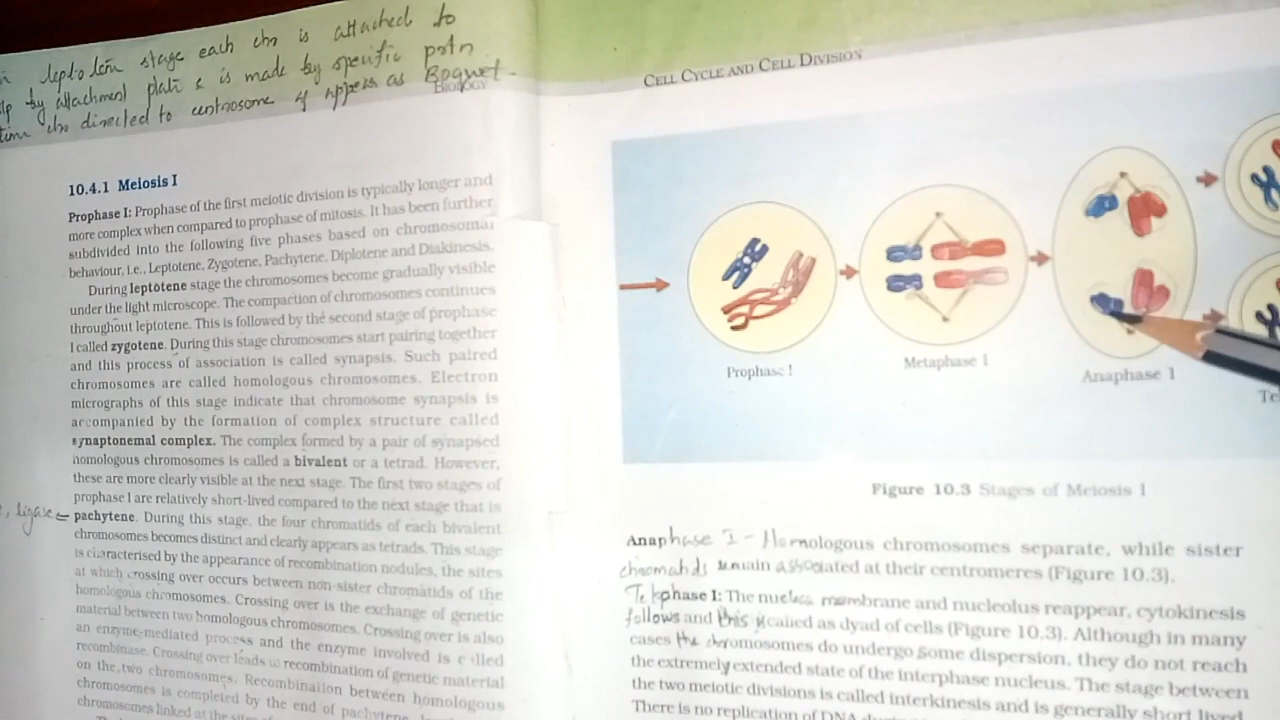 leptoten stage each chr is attached to
by attachment plate & is made by specific protn
time chr directed to centrosome & appears as Boqwet
BIOLOGY
10.4.1 Meiosis I
Prophase I: Prophase of the first meiotic division is typically longer and
more complex when compared to prophase of mitosis. It has been further
subdivided into the following five phases based on chromosomal
behaviour, i.e., Leptotene, Zygotene, Pachytene, Diplotene and Diakinesis.
During leptotene stage the chromosomes become gradually visible
under the light microscope. The compaction of chromosomes continues
throughout leptotene. This is followed by the second stage of prophase
I called zygotene. During this stage chromosomes start pairing together
and this process of association is called synapsis. Such paired
chromosomes are called homologous chromosomes. Electron
micrographs of this stage indicate that chromosome synapsis is
accompanied by the formation of complex structure called
synaptonemal complex. The complex formed by a pair of synapsed
homologous chromosomes is called a bivalent or a tetrad. However,
these are more clearly visible at the next stage. The first two stages of
prophase I are relatively short-lived compared to the next stage that is
, ligase
pachytene. During this stage, the four chromatids of each bivalent
chromosomes becomes distinct and clearly appears as tetrads. This stage
is characterised by the appearance of recombination nodules, the sites
at which crossing over occurs between non-sister chromatids of the
homologous chromosomes. Crossing over is the exchange of genetic
material between two homologous chromosomes. Crossing over is also
an enzyme-mediated process and the enzyme involved is called
recombinase. Crossing over leads to recombination of genetic material
on the two chromosomes. Recombination between homologous
chromosomes is completed by the end of pachytene,
chromosomes linked at the
CELL CYCLE AND CELL DIVISION
Prophase I
Metaphase I
Anaphase I
Te
Figure 10.3 Stages of Meiosis I
Anaphase I - Homologous chromosomes separate, while sister
chromatids remain associated at their centromeres (Figure 10.3).
Telophase I: The nuclear membrane and nucleolus reappear, cytokinesis
follows and this is called as dyad of cells (Figure 10.3). Although in many
cases the chromosomes do undergo some dispersion, they do not reach
the extremely extended state of the interphase nucleus. The stage between
the two meiotic divisions is called interkinesis and is generally short lived.
There is no replication of DNA